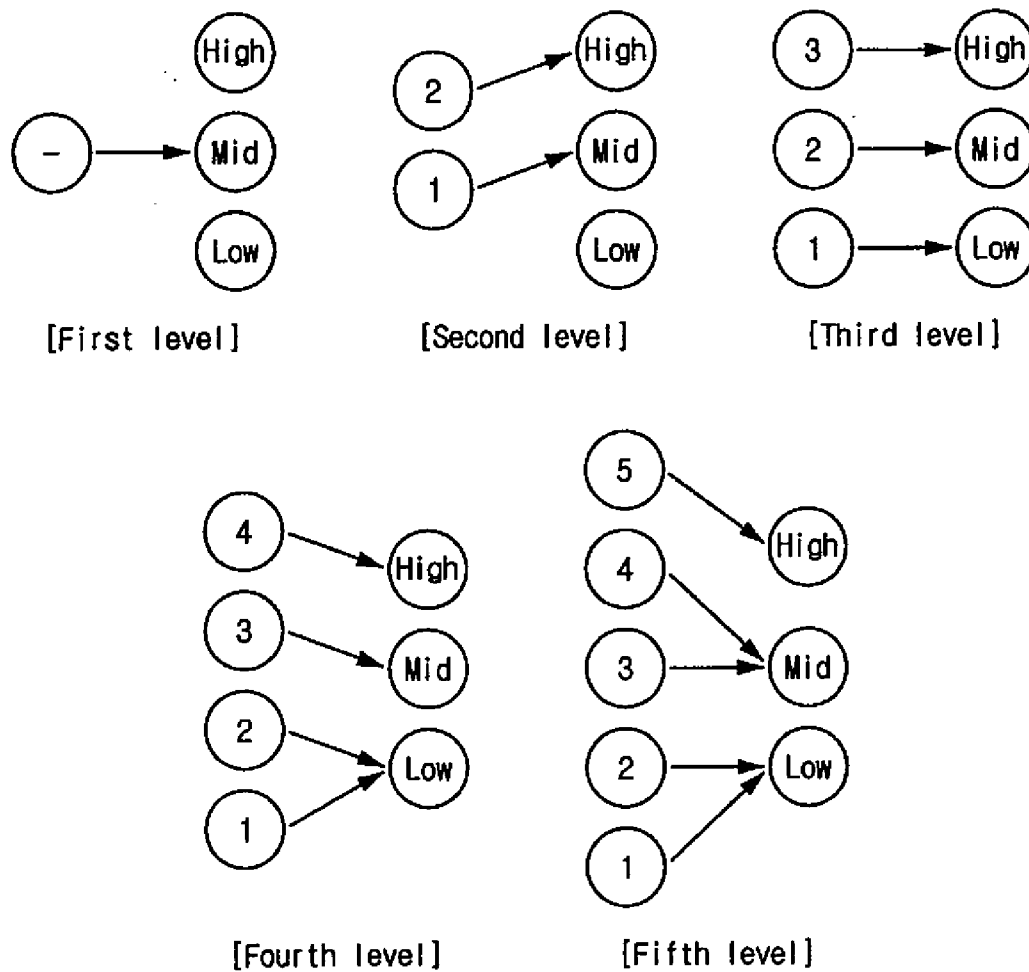 High
- Mid
Low
[First level]
2 High
1 Mid
Low
[Second level]
3 High
2 Mid
1 Low
[Third level]
4 High
3 Mid
2 Low
1
[Fourth level]
5 High
4
3 Mid
2 Low
1
[Fifth level]